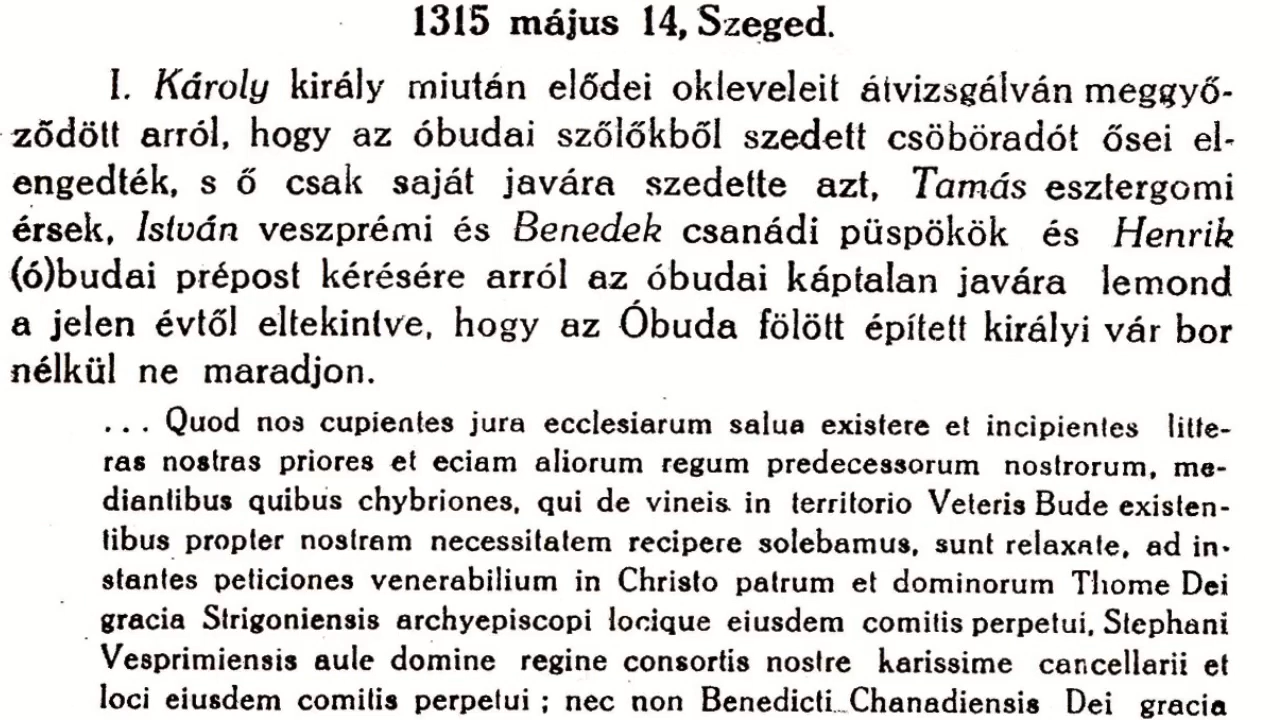 1315 május 14, Szeged.
I. Károly király miután elődei okleveleit átvizsgálván meggyő-
ződött arról, hogy az óbudai szőlőkből szedett csöböradót ősei el-
engedték, s ő csak saját javára szedette azt, Tamás esztergomi
érsek, István veszprémi és Benedek csanádi püspökök és Henrik
(ó)budai prépost kérésére arról az óbudai káptalan javára lemond
a jelen évtől eltekintve, hogy az Óbuda fölött épített királyi vár bor
nélkül ne maradjon.
... Quod nos cupientes jura ecclesiarum salua existere et incipientes litte-
ras nostras priores et eciam aliorum regum predecessorum nostrorum, me-
diantibus quibus chybriones, qui de vineis in territorio Veteris Bude existen-
tibus propter nostram necessitatem recipere solebamus, sunt relaxate, ad in-
stantes peticiones venerabilium in Christo patrum et dominorum Thome Dei
gracia Strigoniensis archyepiscopi locique eiusdem comitis perpetui, Stephani
Vesprimiensis aule domine regine consortis nostre karissime cancellarii et
loci eiusdem comitis perpetui ; nec non Benedicti Chanadiensis Dei gracia